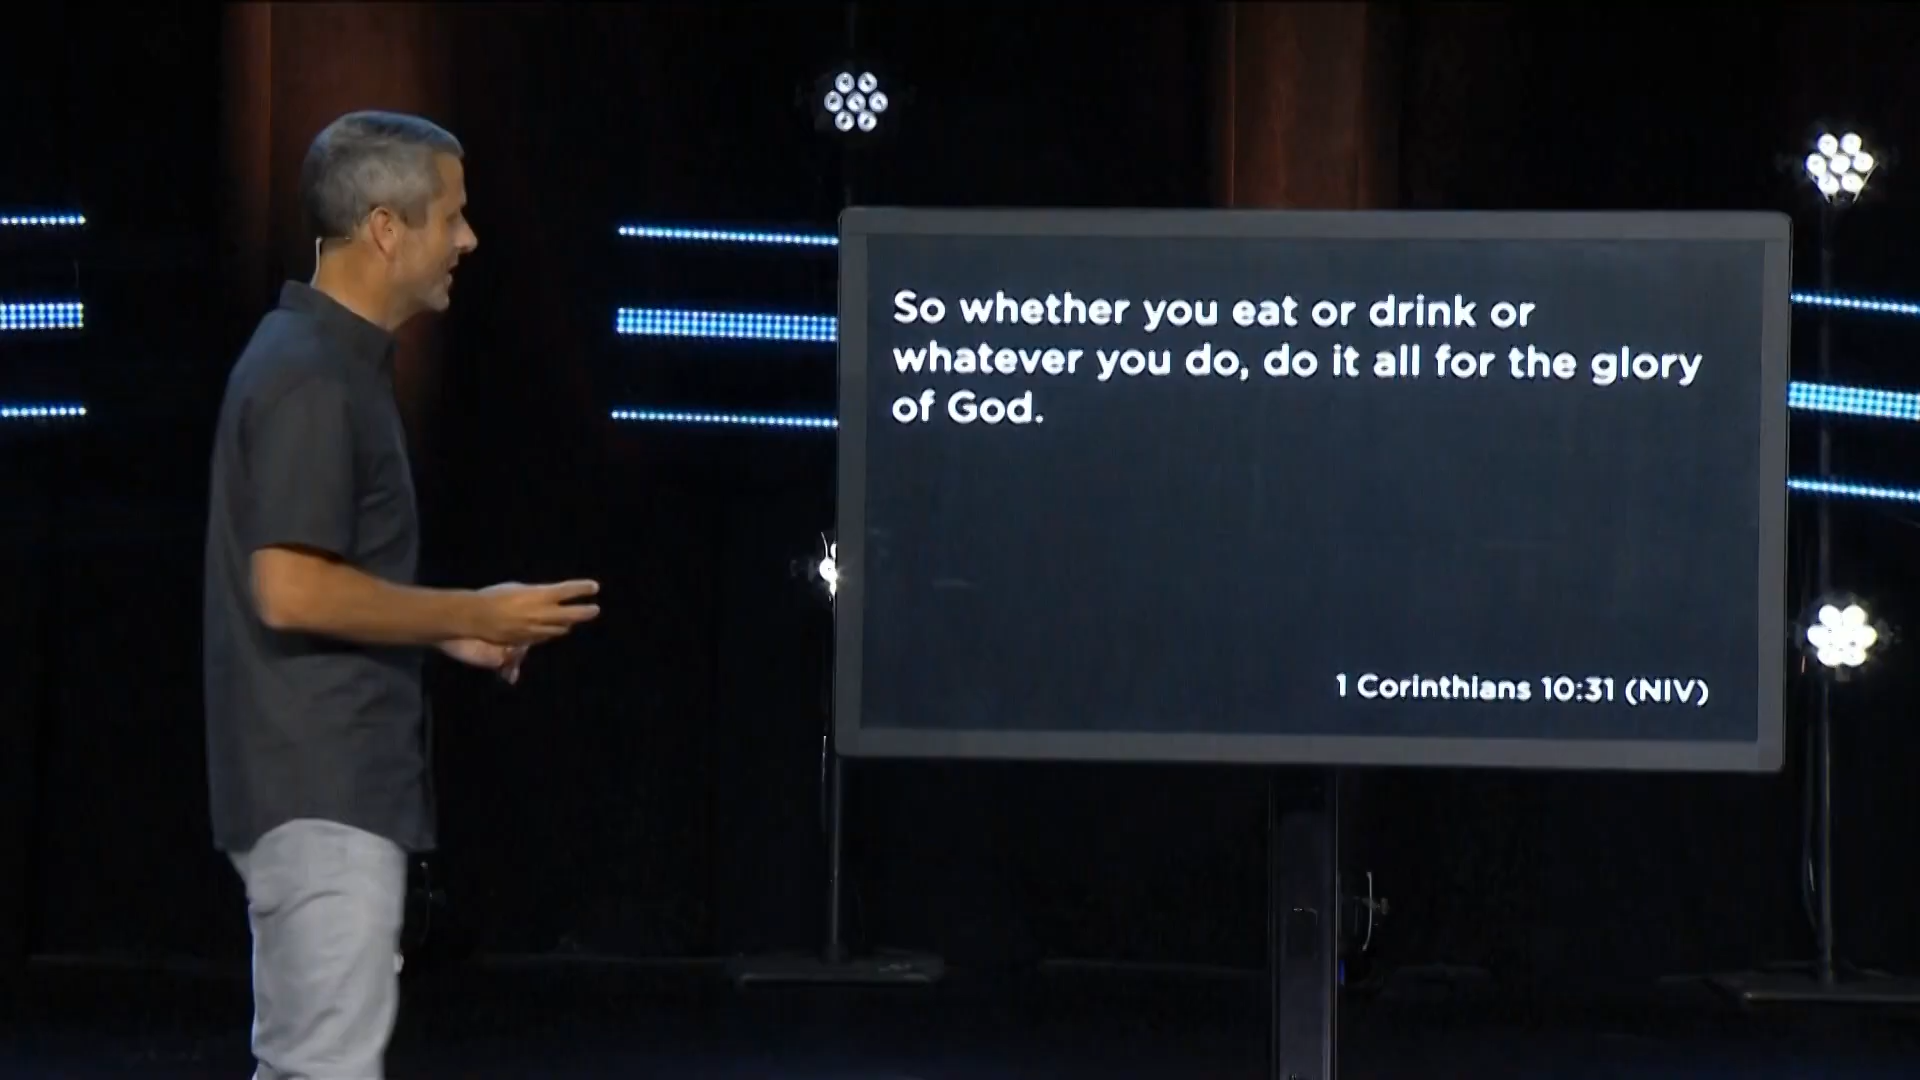 So whether you eat or drink or
whatever you do, do it all for the glory
of God.
1 Corinthians 10:31 (NIV)